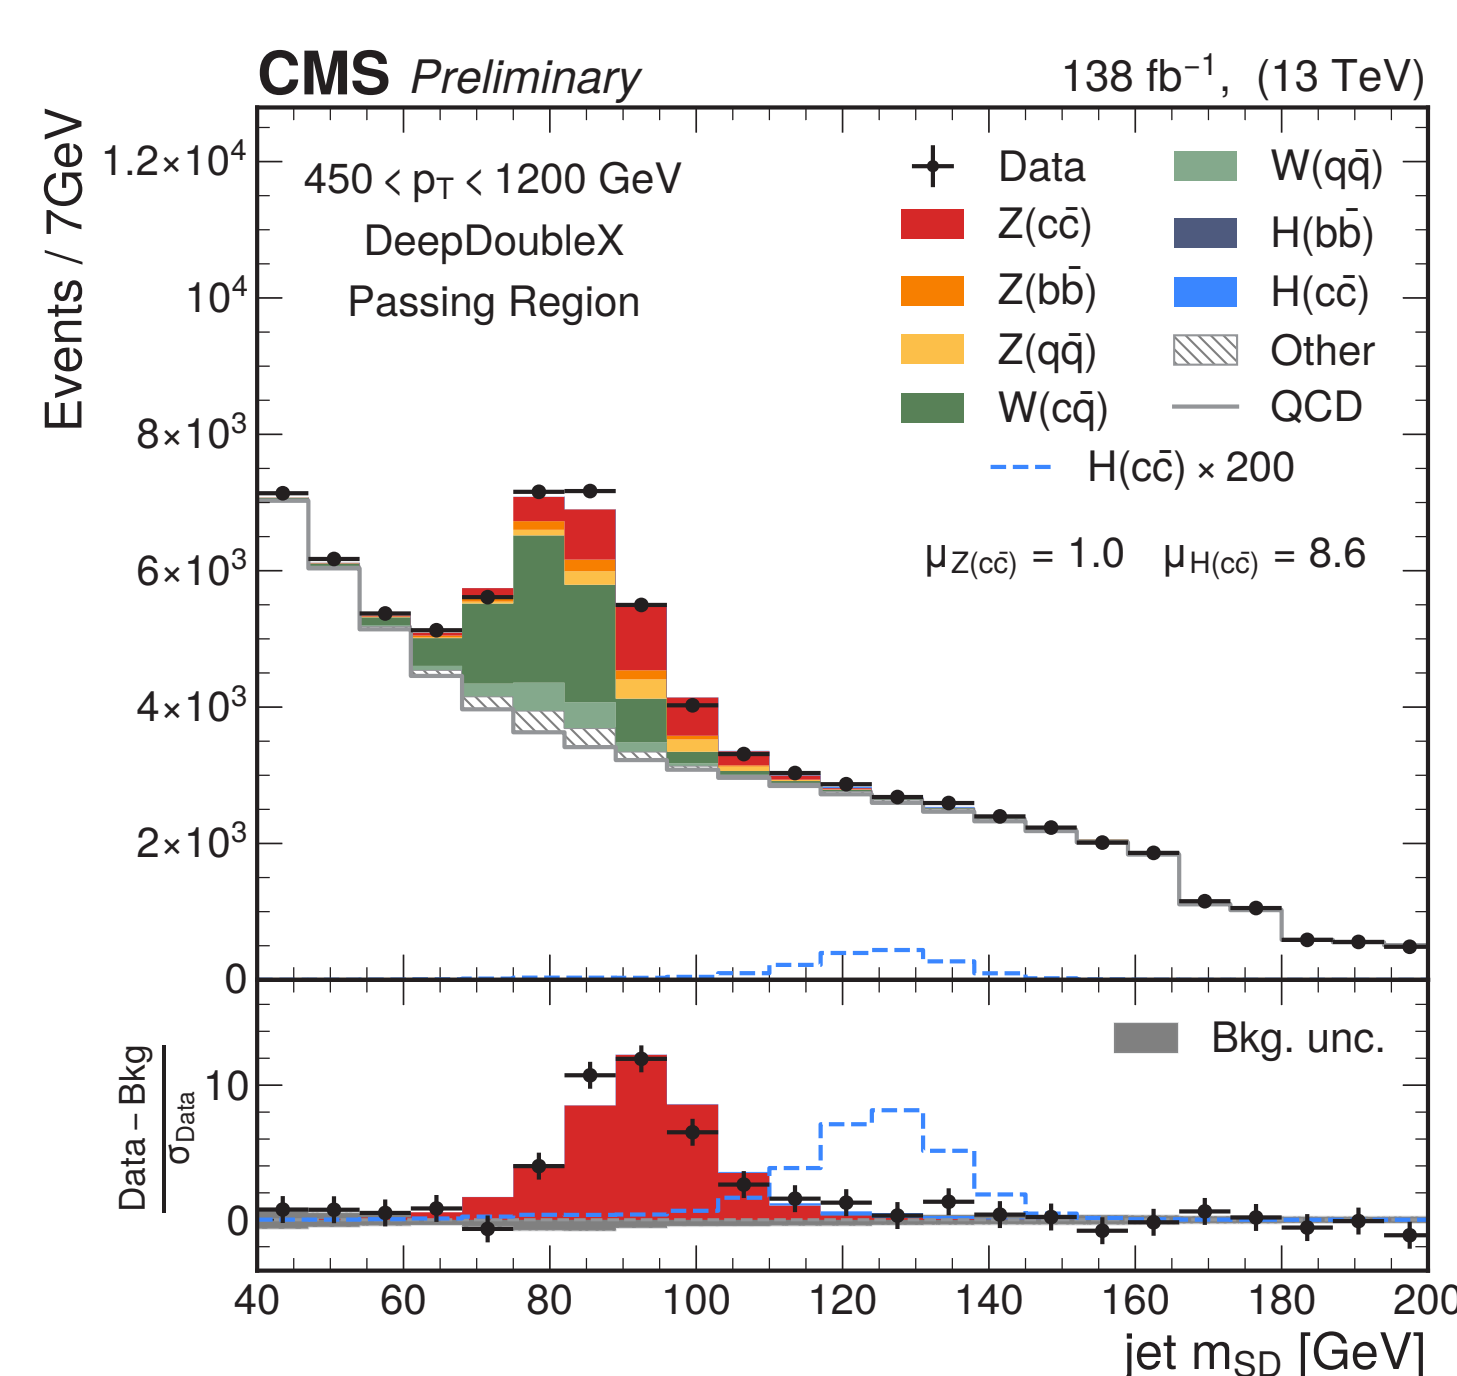 CMS Preliminary
138 fb⁻¹, (13 TeV)
Events / 7GeV
1.2×10⁴
10⁴
8×10³
6×10³
4×10³
2×10³
0
450 < p_T < 1200 GeV
DeepDoubleX
Passing Region
Data
Z(cc̄)
Z(bb̄)
Z(qq̄)
W(cq̄)
W(qq̄)
H(bb̄)
H(cc̄)
Other
QCD
H(cc̄) × 200
μ_Z(cc̄) = 1.0 μ_H(cc̄) = 8.6
Data – Bkg
σ_Data
10
0
Bkg. unc.
40 60 80 100 120 140 160 180 200
jet m_SD [GeV]